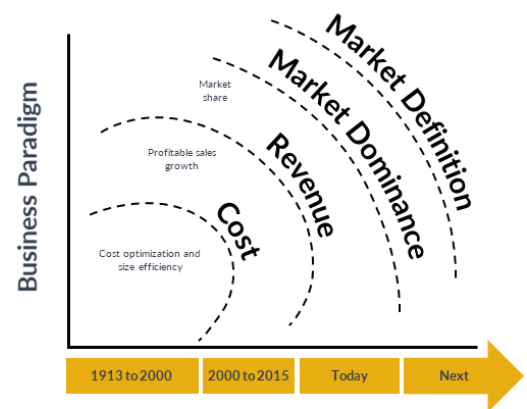 Business Paradigm
Market Definition
Market Dominance
Market
share
Revenue
Profitable sales
growth
Cost
Cost optimization and
size efficiency
1913 to 2000
2000 to 2015
Today
Next